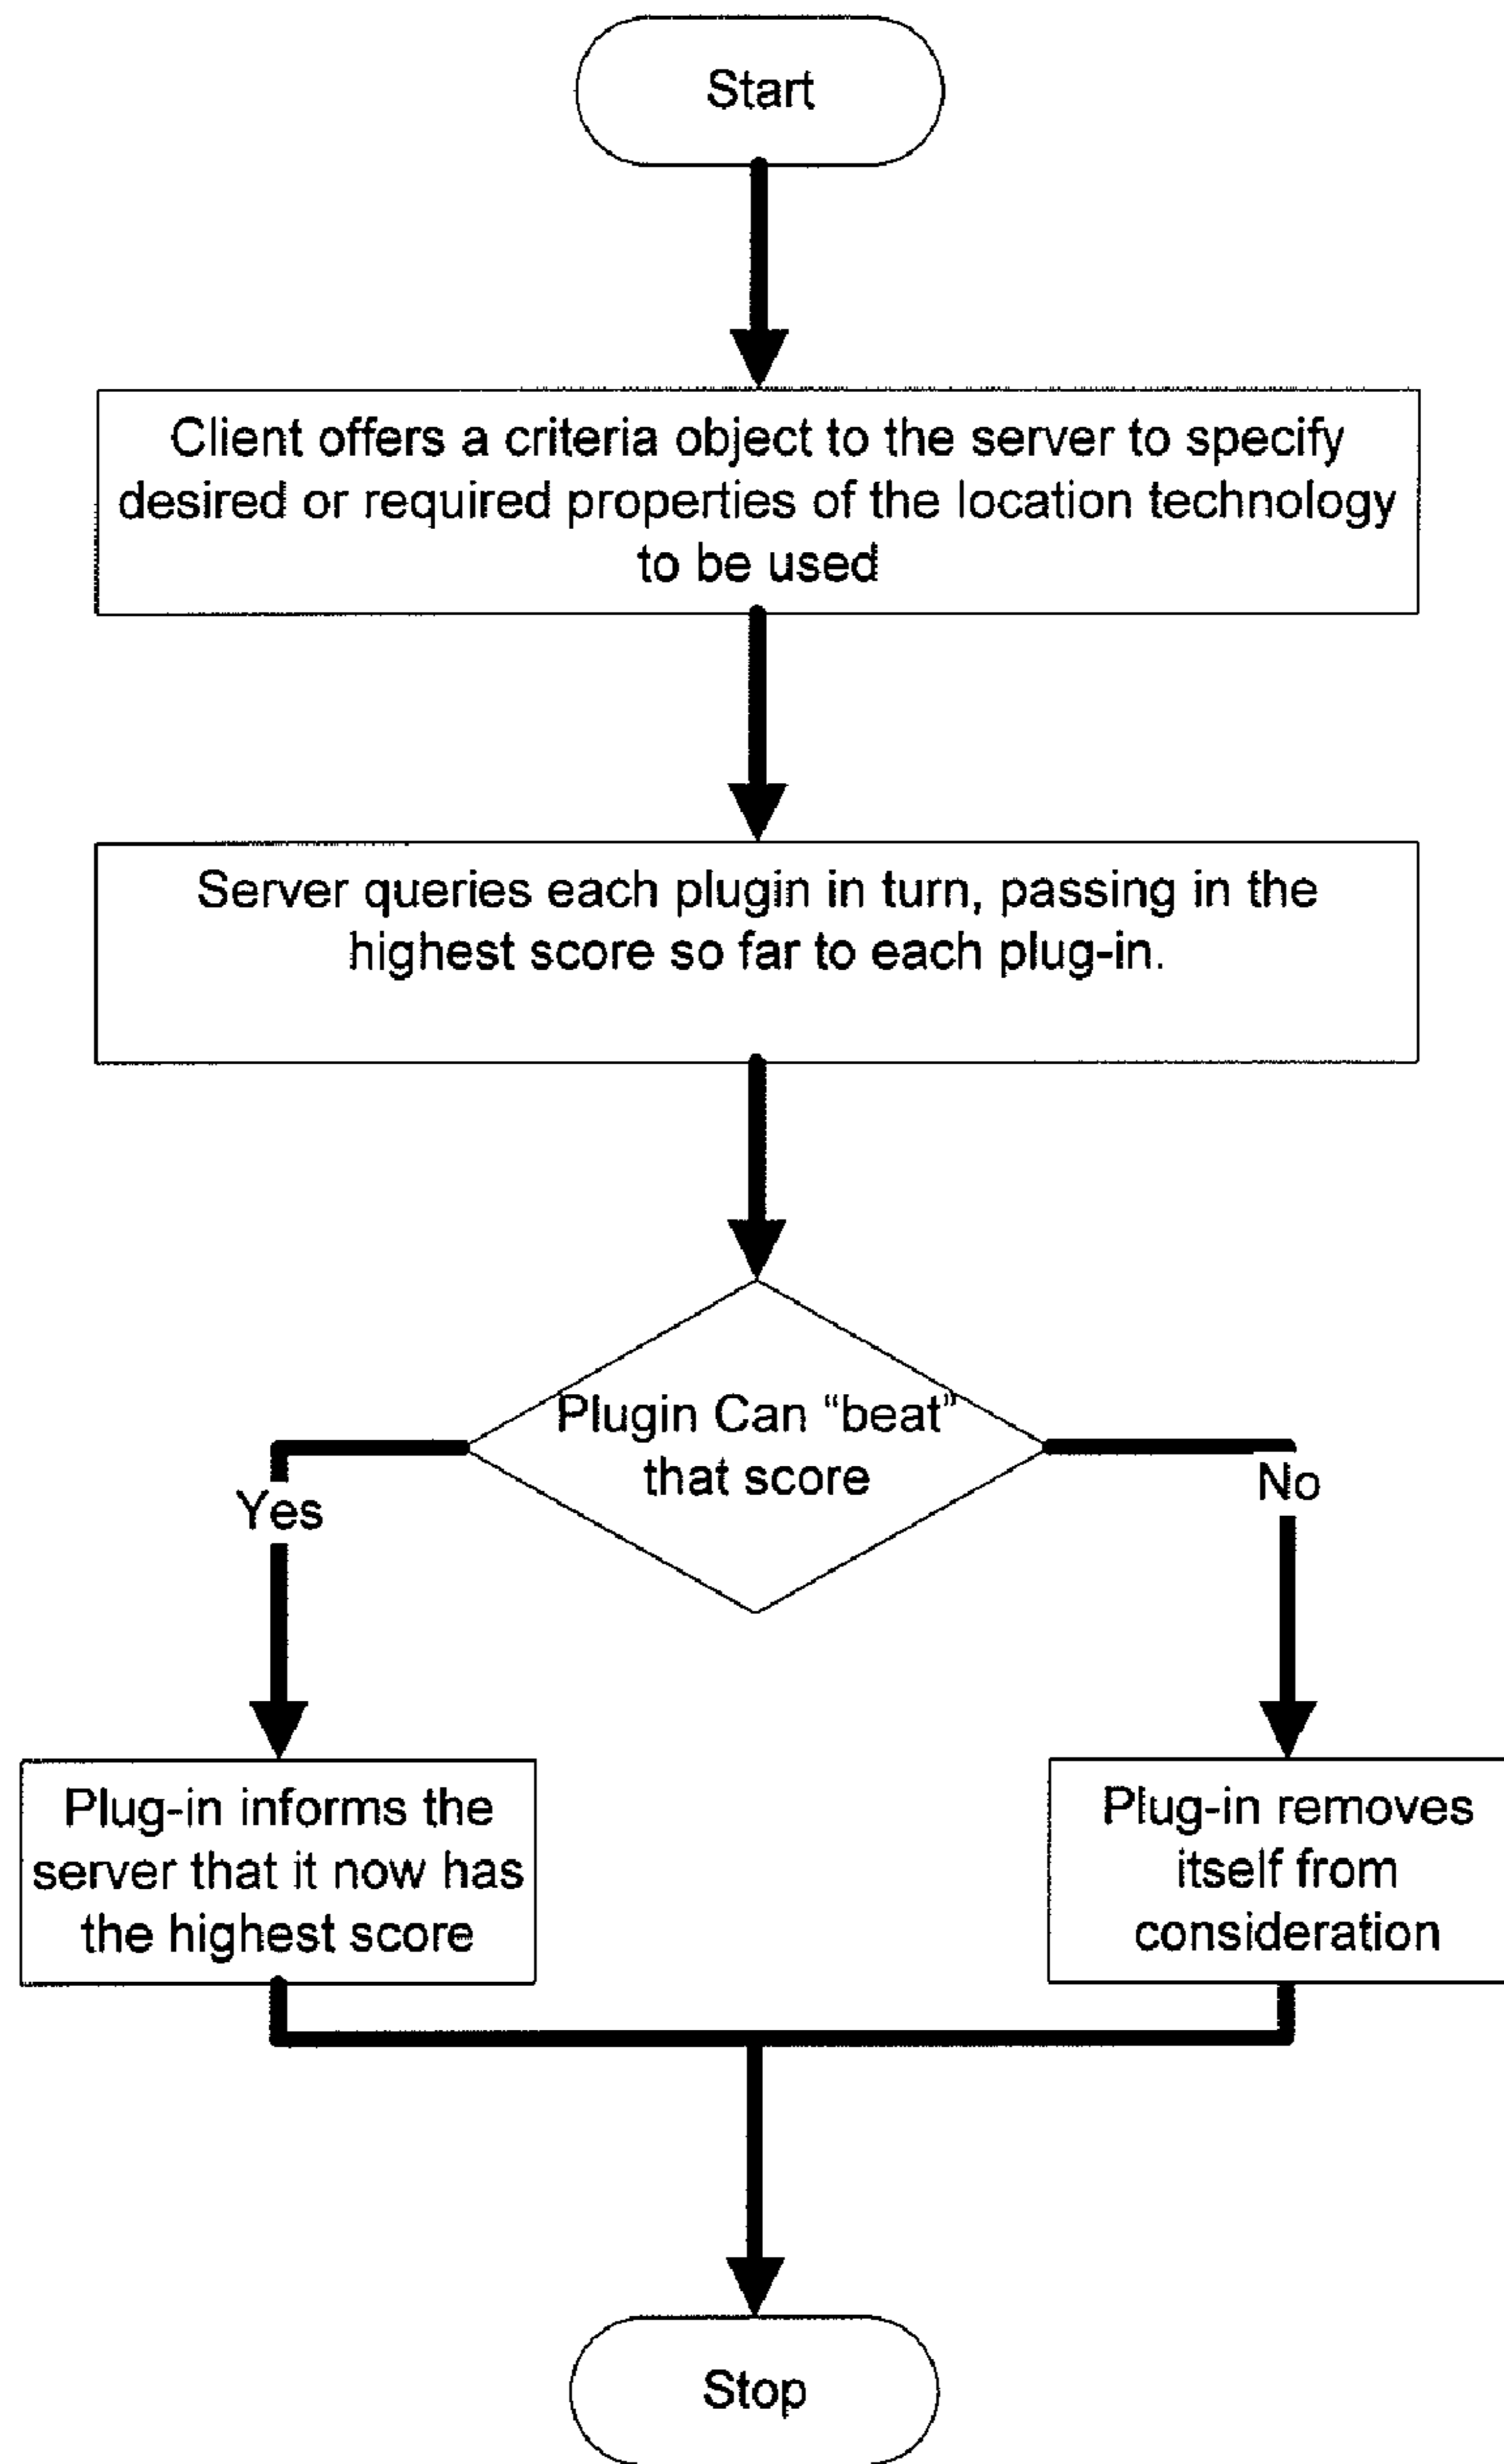 Start
Client offers a criteria object to the server to specify
desired or required properties of the location technology
to be used
Server queries each plugin in turn, passing in the
highest score so far to each plug-in.
Plugin Can “beat”
that score
Yes
No
Plug-in informs the
server that it now has
the highest score
Plug-in removes
itself from
consideration
Stop